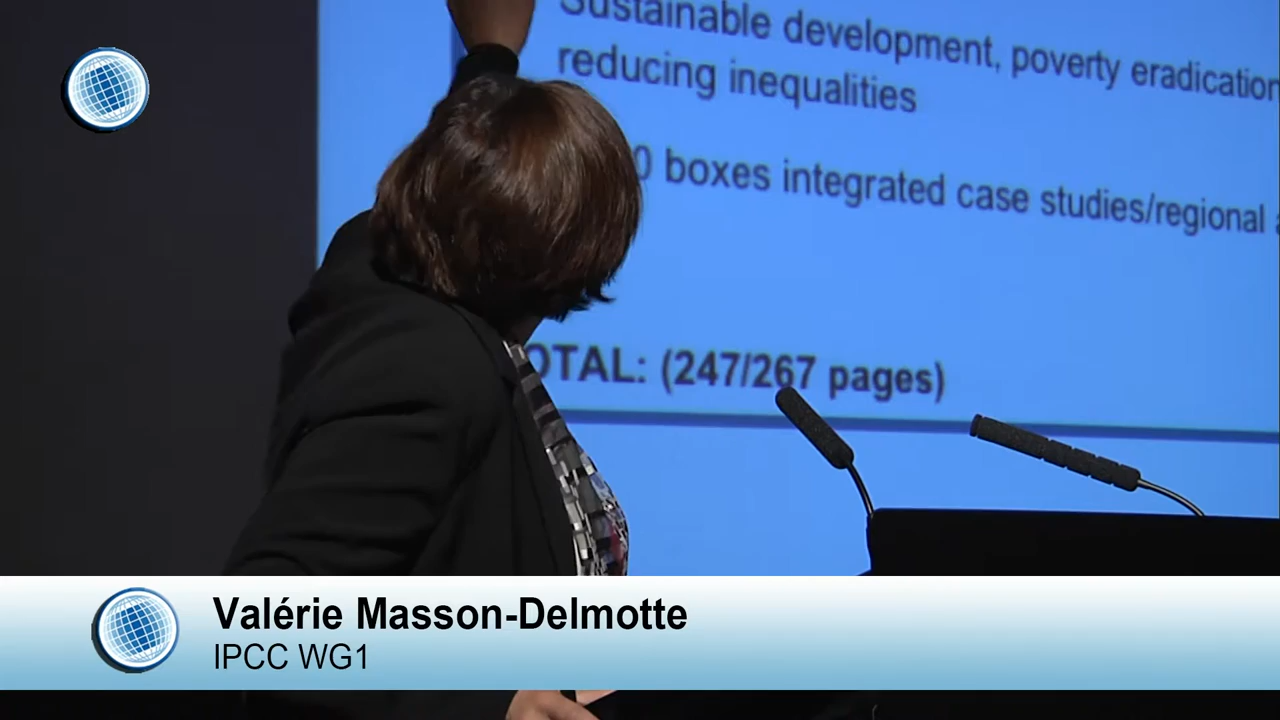 Sustainable development, poverty eradication
reducing inequalities
0 boxes integrated case studies/regional
OTAL: (247/267 pages)
Valérie Masson-Delmotte
IPCC WG1